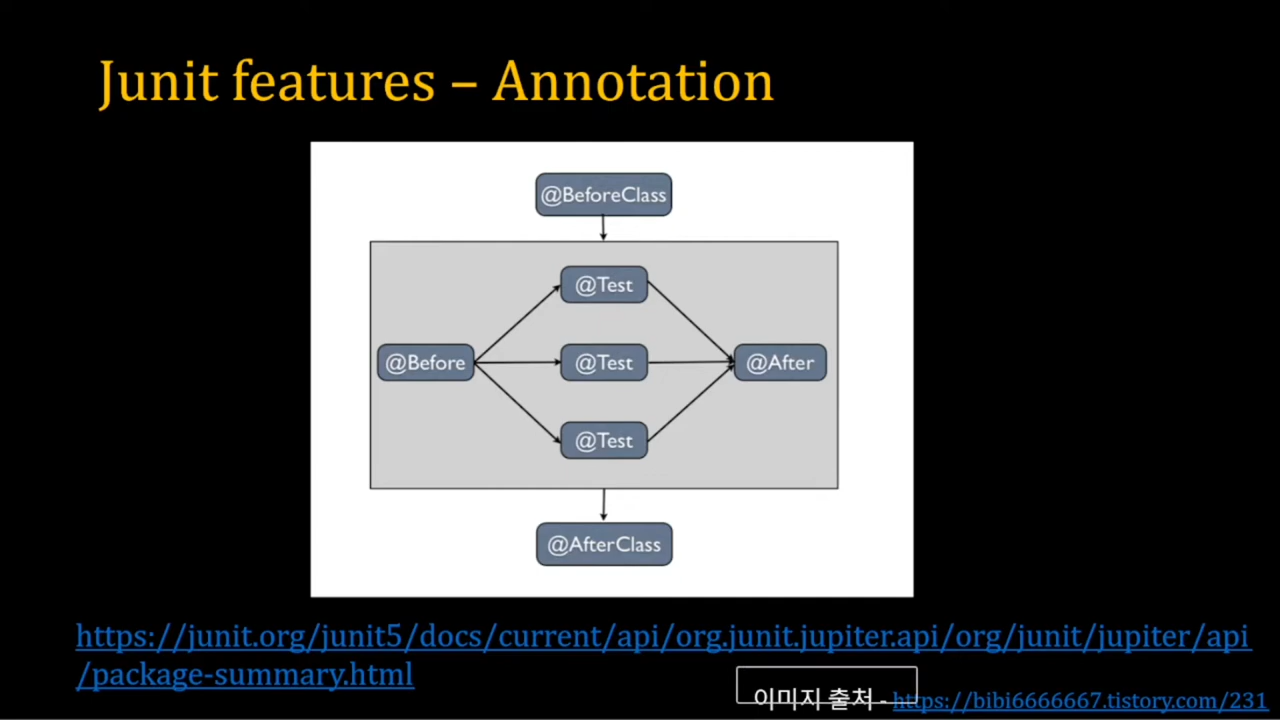 Junit features – Annotation
@BeforeClass
@Test
@Before
@Test
@After
@Test
@AfterClass
https://junit.org/junit5/docs/current/api/org.junit.jupiter.api/org/junit/jupiter/api
/package-summary.html
이미지 출처 - https://bibi6666667.tistory.com/231